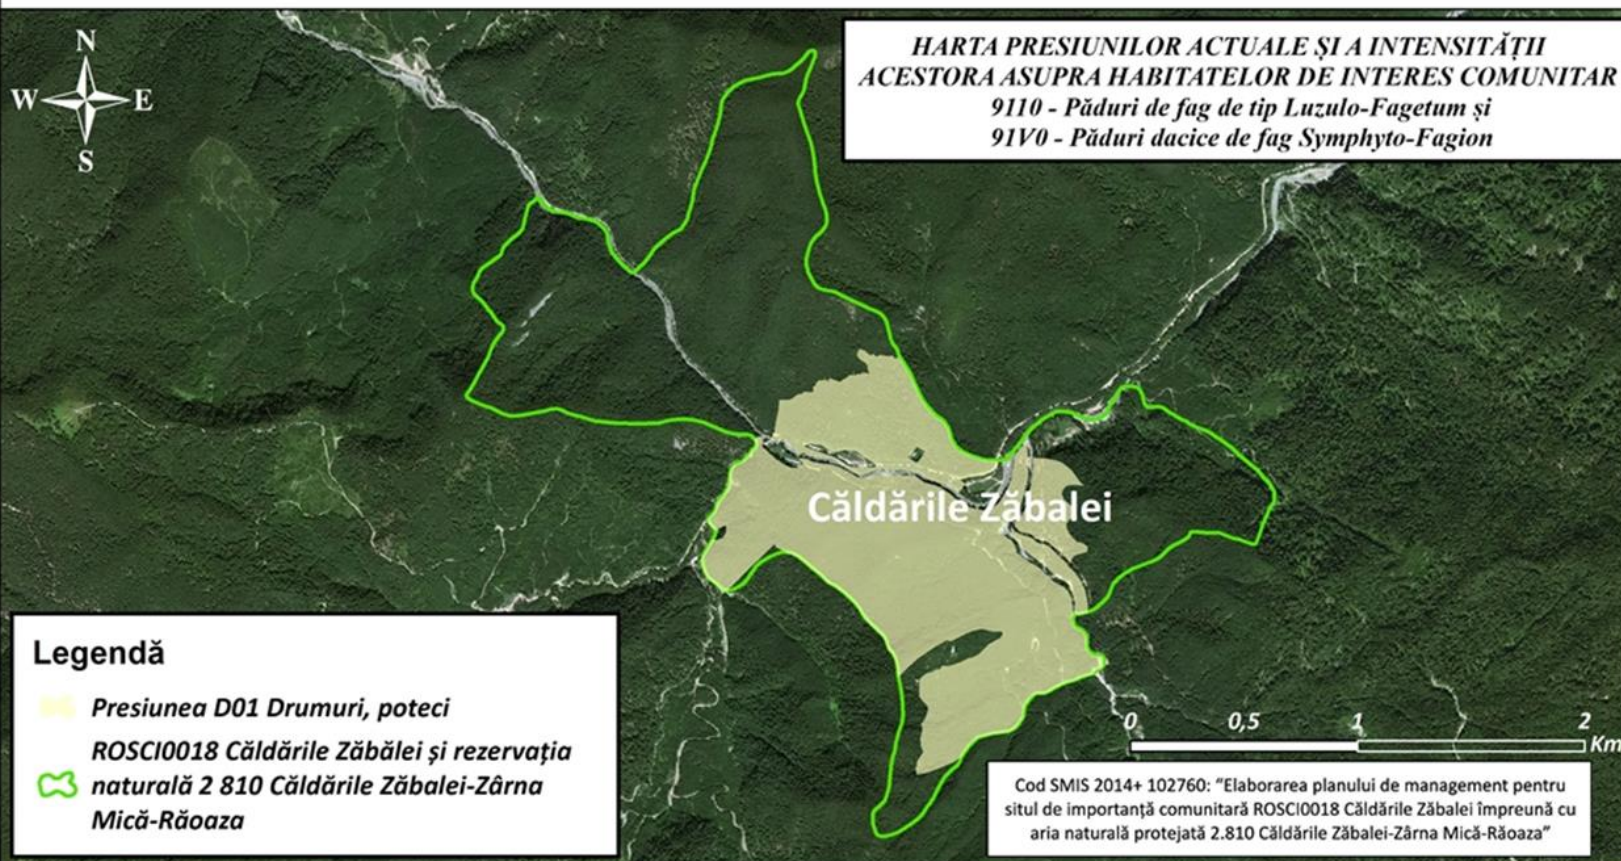 N
W E
S
HARTA PRESIUNILOR ACTUALE ȘI A INTENSITĂȚII
ACESTORA ASUPRA HABITATELOR DE INTERES COMUNITAR
9110 - Păduri de fag de tip Luzulo-Fagetum și
91V0 - Păduri dacice de fag Symphyto-Fagion
Căldările Zăbalei
Legendă
Presiunea D01 Drumuri, poteci
ROSCI0018 Căldările Zăbălei și rezervația
naturală 2 810 Căldările Zăbalei-Zârna
Mică-Răoaza
0 0,5 1 2
Km
Cod SMIS 2014+ 102760: "Elaborarea planului de management pentru
situl de importanță comunitară ROSCI0018 Căldările Zăbalei împreună cu
aria naturală protejată 2.810 Căldările Zăbalei-Zârna Mică-Răoaza"